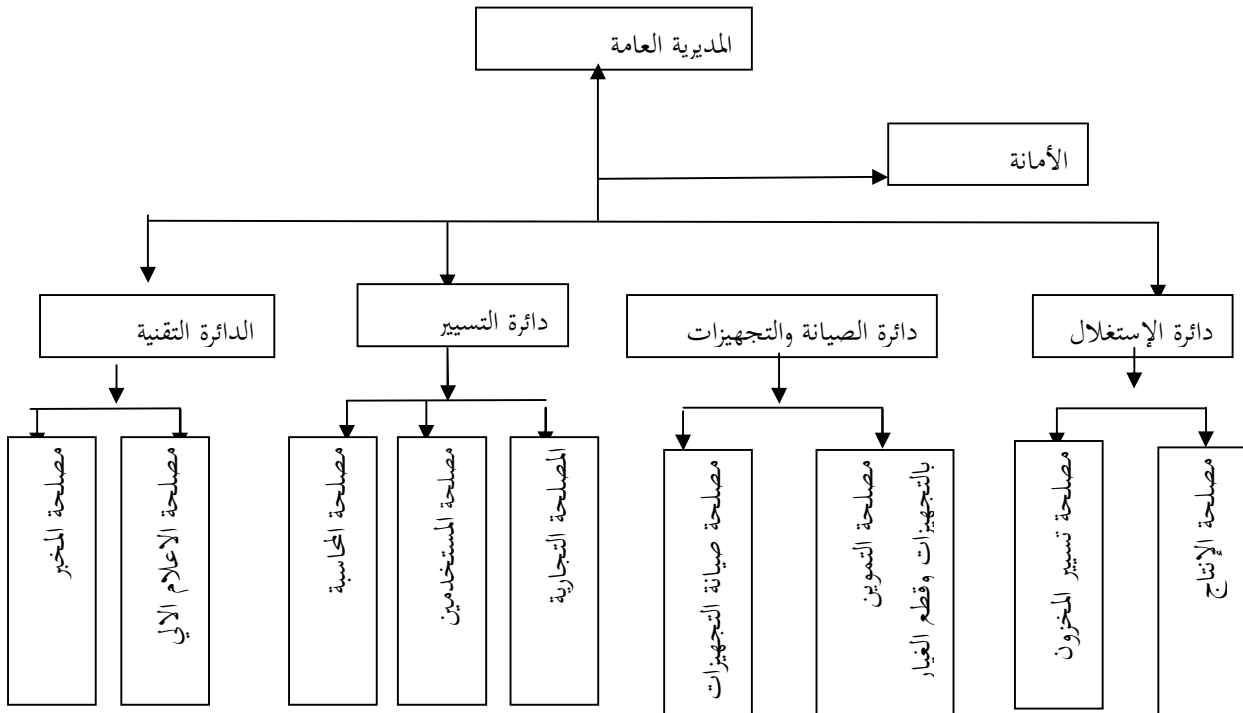 المديرية العامة
الأمانة
دائرة الإستغلال
دائرة الصيانة والتجهيزات
دائرة التسيير
الدائرة التقنية
مصلحة الإنتاج
مصلحة تسيير المخزون
مصلحة التموين
بالتجهيزات وقطع الغيار
مصلحة صيانة التجهيزات
المصلحة التجارية
مصلحة المستخدمين
مصلحة المحاسبة
مصلحة الاعلام الالي
مصلحة المخبر